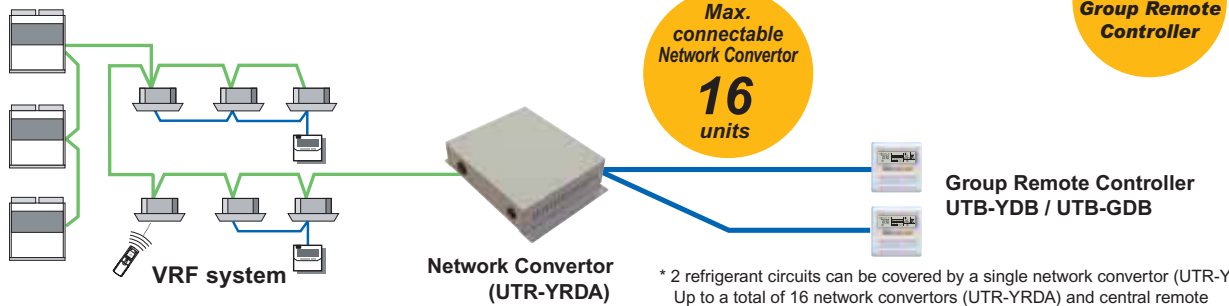 Max.
connectable
Network Convertor
16
units
Group Remote
Controller
Group Remote Controller
UTB-YDB / UTB-GDB
VRF system
Network Convertor
(UTR-YRDA)
* 2 refrigerant circuits can be covered by a single network convertor (UTR-Y
Up to a total of 16 network convertors (UTR-YRDA) and central remote